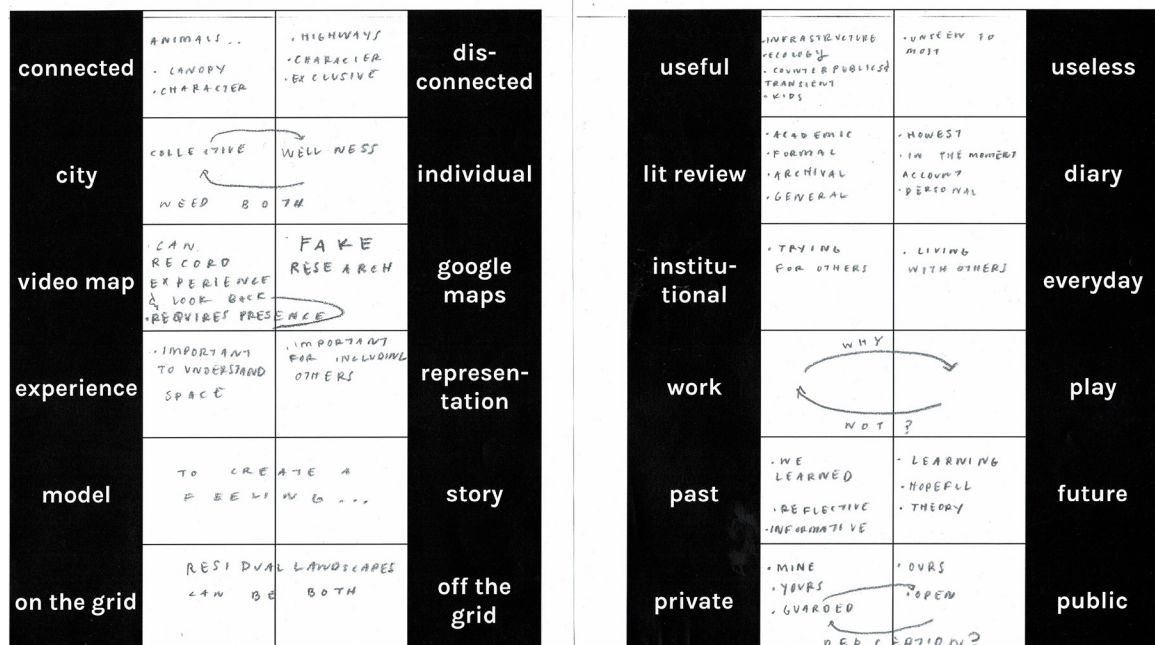 connected
ANIMALS..
· CANOPY
· CHARACTER
· HIGHWAYS
· CHARACTER
· EXCLUSIVE
dis-
connected
city
COLLECTIVE WELLNESS
NEED BOTH
individual
video map
· CAN
RECORD
EXPERIENCE
& LOOK BACK
· REQUIRES PRESENCE
FAKE
RESEARCH
google
maps
experience
· IMPORTANT
TO UNDERSTAND
SPACE
· IMPORTANT
FOR INCLUDING
OTHERS
represen-
tation
model
TO CREATE A
FEELING...
story
on the grid
RESIDUAL LANDSCAPES
CAN BE BOTH
off the
grid
useful
· INFRASTRUCTURE
· ECOLOGY
· COUNTERPUBLICS
TRANSIENT
· KIDS
· UNSEEN TO
MOST
useless
lit review
· ACADEMIC
· FORMAL
· ARCHIVAL
· GENERAL
· HONEST
· IN THE MOMENT
ACCOUNT
· PERSONAL
diary
institu-
tional
· TRYING
FOR OTHERS
· LIVING
WITH OTHERS
everyday
work
WHY
NOT ?
play
past
· WE
LEARNED
· REFLECTIVE
· INFORMATIVE
· LEARNING
· HOPEFUL
· THEORY
future
private
· MINE
· YOURS
· GUARDED
· OURS
· OPEN
public